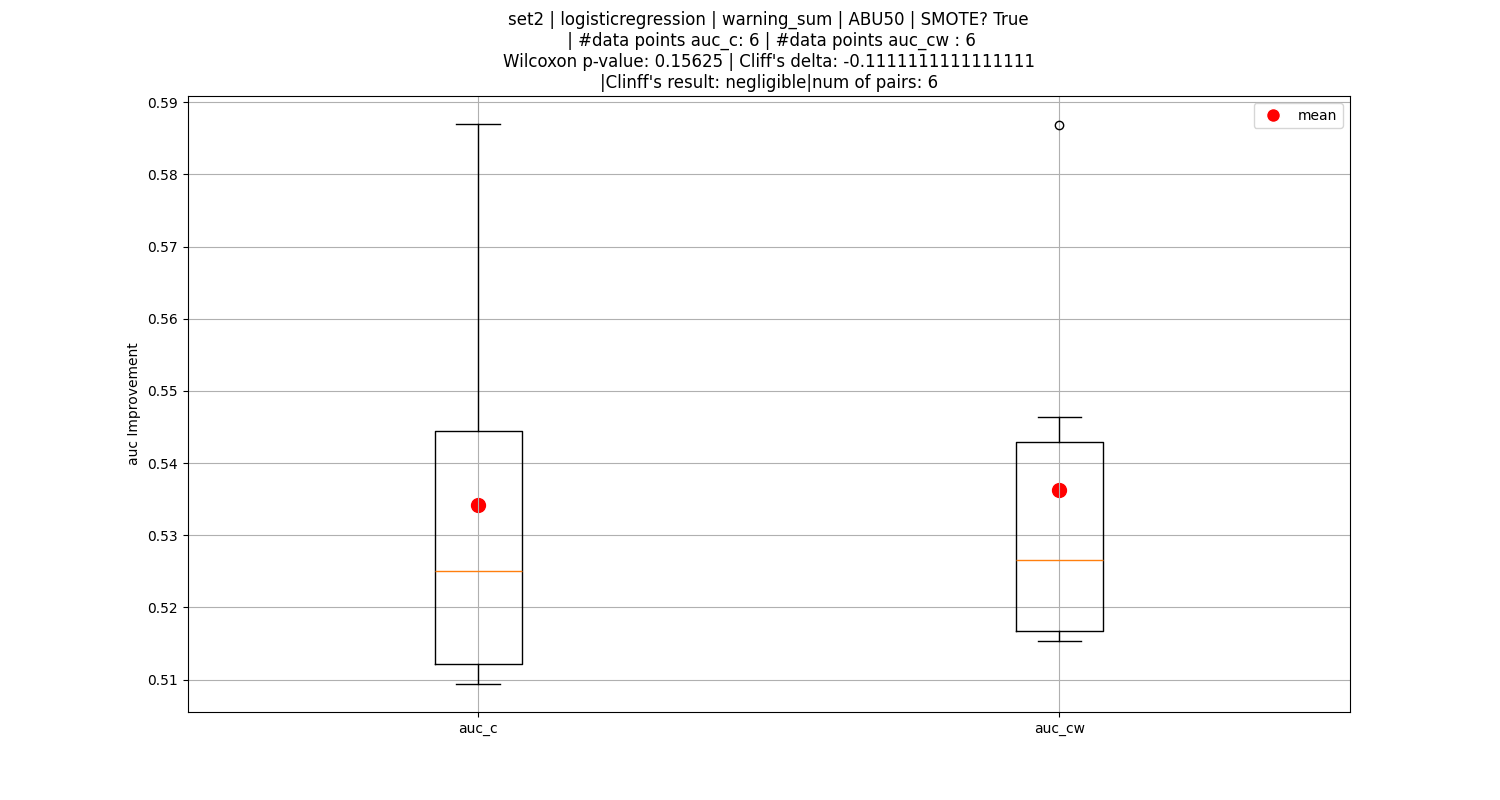 set2 | logisticregression | warning_sum | ABU50 | SMOTE? True
| #data points auc_c: 6 | #data points auc_cw : 6
Wilcoxon p-value: 0.15625 | Cliff's delta: -0.1111111111111111
|Clinff's result: negligible|num of pairs: 6
mean
0.59
0.58
0.57
0.56
0.55
0.54
0.53
0.52
0.51
auc Improvement
auc_c
auc_cw